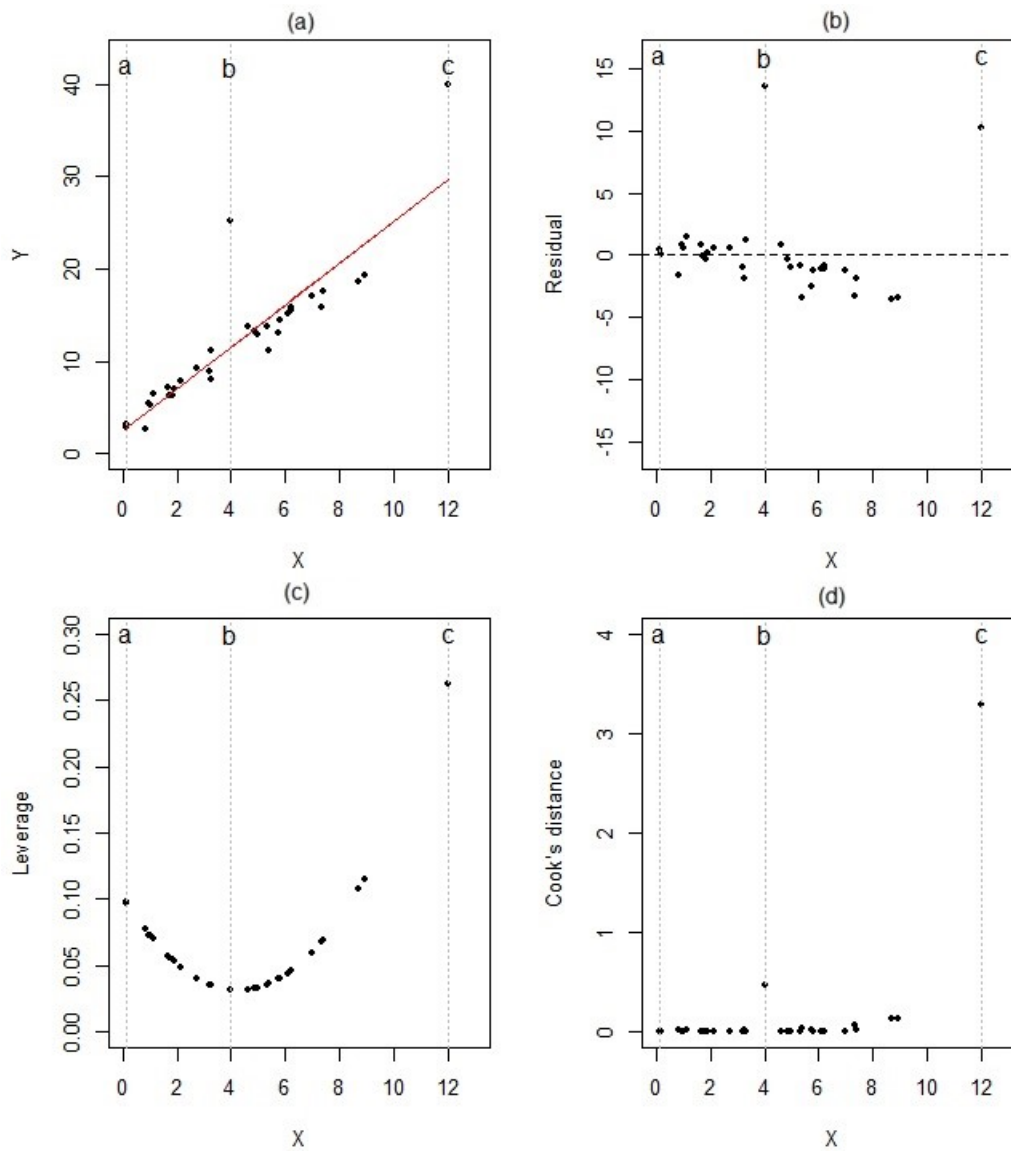 (a)
a b c
40
30
20
10
0
Y
0 2 4 6 8 10 12
X
(b)
a b c
15
10
5
0
-5
-10
-15
Residual
0 2 4 6 8 10 12
X
(c)
a b c
0.30
0.25
0.20
0.15
0.10
0.05
0.00
Leverage
0 2 4 6 8 10 12
X
(d)
a b c
4
3
2
1
0
Cook's distance
0 2 4 6 8 10 12
X